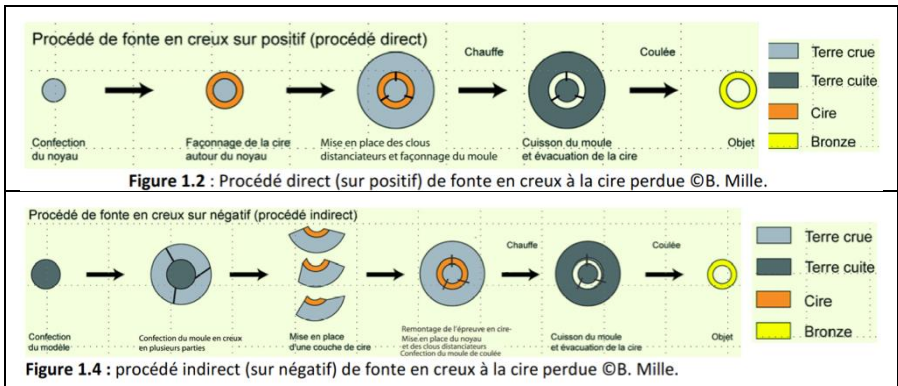 Procédé de fonte en creux sur positif (procédé direct)
Chauffe
Coulée
Terre crue
Terre cuite
Cire
Bronze
Confection
du noyau
Façonnage de la cire
autour du noyau
Mise en place des clous
distanciateurs et façonnage du moule
Cuisson du moule
et évacuation de la cire
Objet
Figure 1.2 : Procédé direct (sur positif) de fonte en creux à la cire perdue ©B. Mille.
Procédé de fonte en creux sur négatif (procédé indirect)
Chauffe
Coulée
Terre crue
Terre cuite
Cire
Bronze
Confection
du modèle
Confection du moule en creux
en plusieurs parties
Mise en place
d'une couche de cire
Remontage de l'épreuve en cire-
Mise en place du noyau
et des clous distanciateurs
Confection du moule de coulée
Cuisson du moule
et évacuation de la cire
Objet
Figure 1.4 : procédé indirect (sur négatif) de fonte en creux à la cire perdue ©B. Mille.